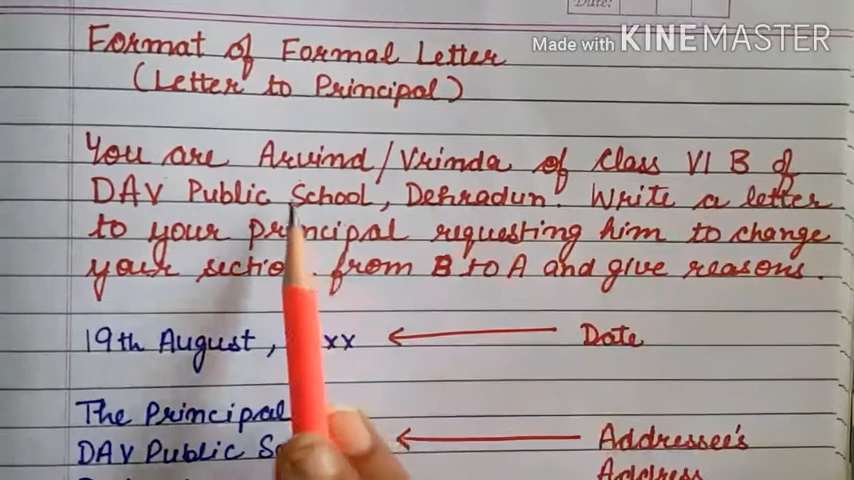 Date:
Made with KINEMASTER
Format of Formal Letter
(Letter to Principal)
You are Arvind/Vrinda of Class VI B of
DAV Public School, Dehradun. Write a letter
to your principal requesting him to change
your section from B to A and give reasons.
19th August, xx Date
The Principal
DAV Public Addressee's
Address